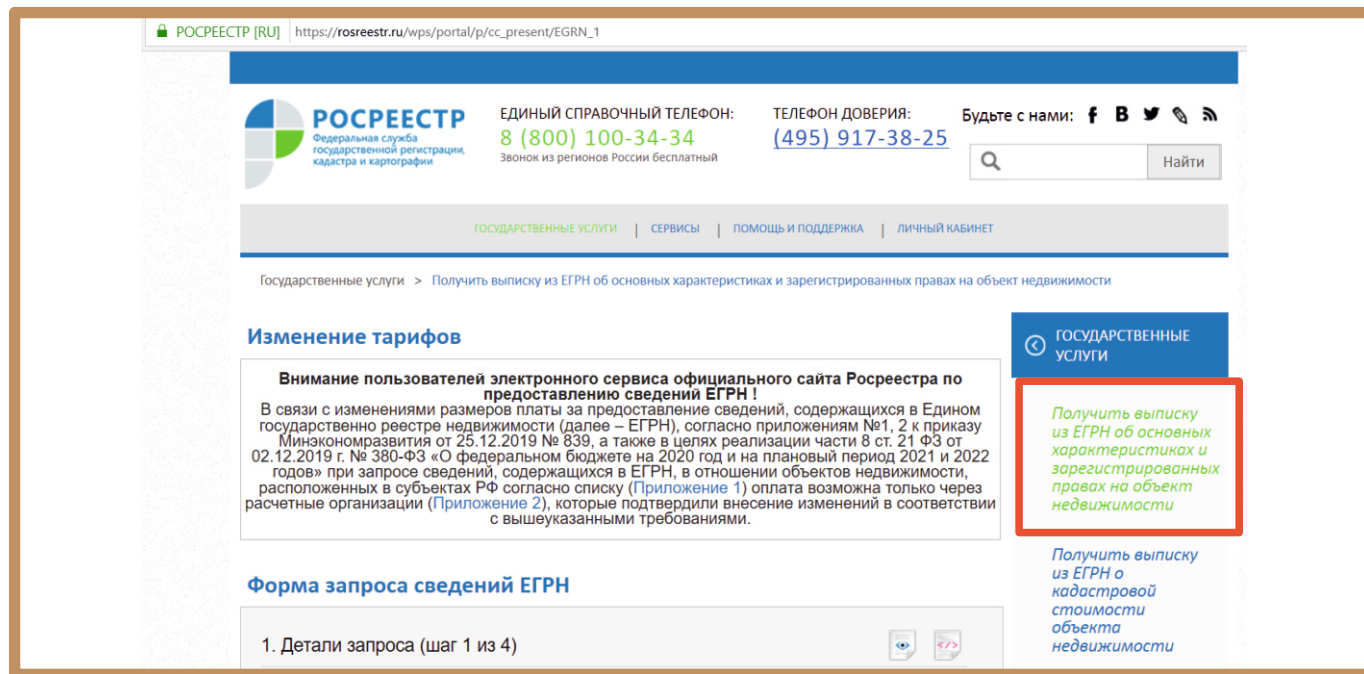 РОСРЕЕСТР [RU] https://rosreestr.ru/wps/portal/p/cc_present/EGRN_1
РОСРЕЕСТР
Федеральная служба
государственной регистрации,
кадастра и картографии
ЕДИНЫЙ СПРАВОЧНЫЙ ТЕЛЕФОН:
8 (800) 100-34-34
Звонок из регионов России бесплатный
ТЕЛЕФОН ДОВЕРИЯ:
(495) 917-38-25
Будьте с нами:
Найти
ГОСУДАРСТВЕННЫЕ УСЛУГИ | СЕРВИСЫ | ПОМОЩЬ И ПОДДЕРЖКА | ЛИЧНЫЙ КАБИНЕТ
Государственные услуги > Получить выписку из ЕГРН об основных характеристиках и зарегистрированных правах на объект недвижимости
Изменение тарифов
Внимание пользователей электронного сервиса официального сайта Росреестра по
предоставлению сведений ЕГРН !
В связи с изменениями размеров платы за предоставление сведений, содержащихся в Едином
государственно реестре недвижимости (далее – ЕГРН), согласно приложениям №1, 2 к приказу
Минэкономразвития от 25.12.2019 № 839, а также в целях реализации части 8 ст. 21 ФЗ от
02.12.2019 г. № 380-ФЗ «О федеральном бюджете на 2020 год и на плановый период 2021 и 2022
годов» при запросе сведений, содержащихся в ЕГРН, в отношении объектов недвижимости,
расположенных в субъектах РФ согласно списку (Приложение 1) оплата возможна только через
расчетные организации (Приложение 2), которые подтвердили внесение изменений в соответствии
с вышеуказанными требованиями.
Форма запроса сведений ЕГРН
1. Детали запроса (шаг 1 из 4)
ГОСУДАРСТВЕННЫЕ
УСЛУГИ
Получить выписку
из ЕГРН об основных
характеристиках и
зарегистрированных
правах на объект
недвижимости
Получить выписку
из ЕГРН о
кадастровой
стоимости
объекта
недвижимости